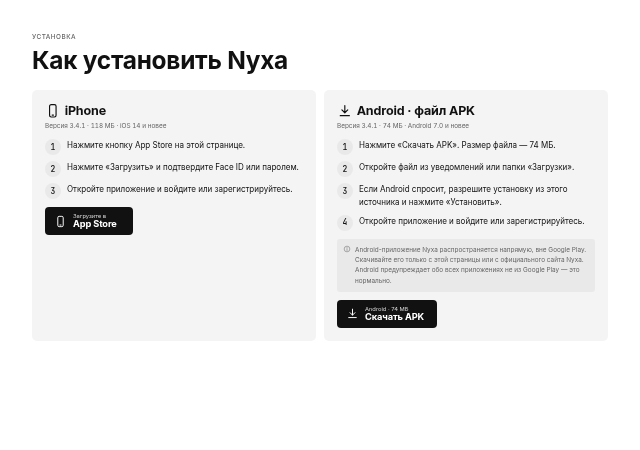 УСТАНОВКА
Как установить Nyxa
iPhone
Версия 3.4.1 · 118 МБ · iOS 14 и новее
1 Нажмите кнопку App Store на этой странице.
2 Нажмите «Загрузить» и подтвердите Face ID или паролем.
3 Откройте приложение и войдите или зарегистрируйтесь.
Загрузите в
App Store
Android · файл APK
Версия 3.4.1 · 74 МБ · Android 7.0 и новее
1 Нажмите «Скачать APK». Размер файла — 74 МБ.
2 Откройте файл из уведомлений или папки «Загрузки».
3 Если Android спросит, разрешите установку из этого
источника и нажмите «Установить».
4 Откройте приложение и войдите или зарегистрируйтесь.
Android-приложение Nyxa распространяется напрямую, вне Google Play.
Скачивайте его только с этой страницы или с официального сайта Nyxa.
Android предупреждает обо всех приложениях не из Google Play — это
нормально.
Android · 74 МБ
Скачать APK